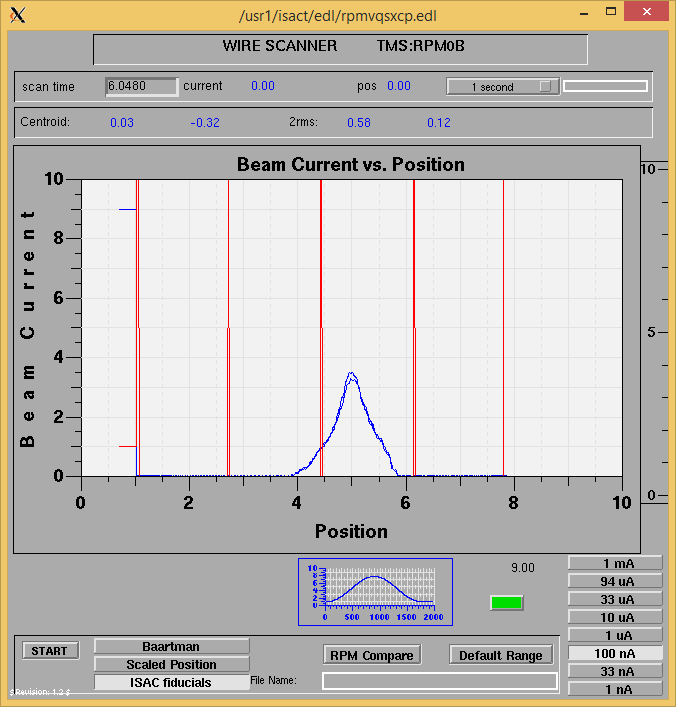 /usr1/isact/edl/rpmvqsxcp.edl
WIRE SCANNER TMS:RPM0B
scan time 6.0480 current 0.00 pos 0.00 1 second
Centroid: 0.03 -0.32 2rms: 0.58 0.12
Beam Current vs. Position
10
8
6
4
2
0
Beam Current
0 2 4 6 8 10
Position
10
5
0
10
8
6
4
2
0
0 500 1000 1500 2000
9.00
1 mA
94 uA
33 uA
10 uA
1 uA
100 nA
33 nA
1 nA
START
Baartman
Scaled Position
ISAC fiducials
RPM Compare
Default Range
File Name:
$Revision: 1.2 $